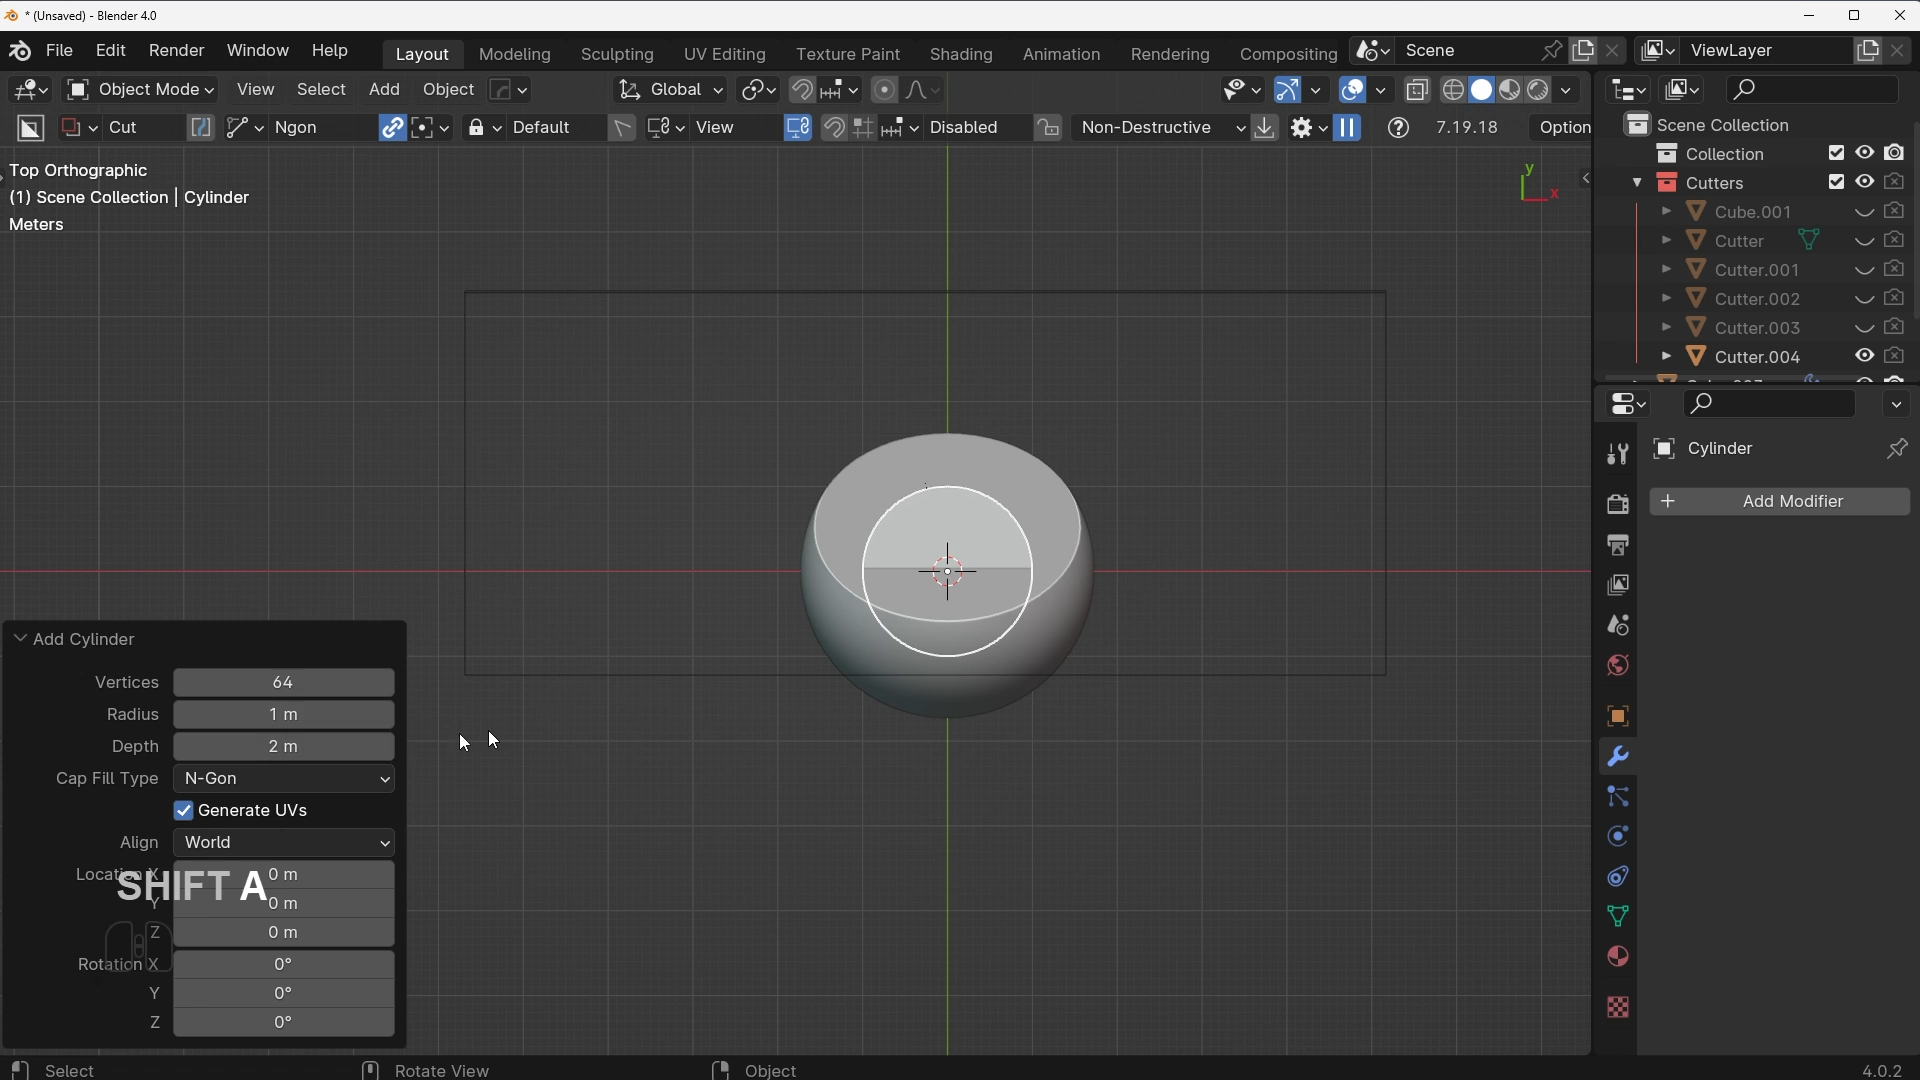 * (Unsaved) - Blender 4.0
File Edit Render Window Help Layout Modeling Sculpting UV Editing Texture Paint Shading Animation Rendering Compositing Scene ViewLayer
Object Mode View Select Add Object Global
Cut Ngon Default View Disabled Non-Destructive 7.19.18 Option
Top Orthographic
(1) Scene Collection | Cylinder
Meters
y
x
Scene Collection
Collection
Cutters
Cube.001
Cutter
Cutter.001
Cutter.002
Cutter.003
Cutter.004
Cylinder
Add Modifier
Add Cylinder
Vertices 64
Radius 1 m
Depth 2 m
Cap Fill Type N-Gon
Generate UVs
Align World
Location X 0 m
SHIFT A
Y 0 m
Z 0 m
Rotation X 0°
Y 0°
Z 0°
Select Rotate View Object 4.0.2